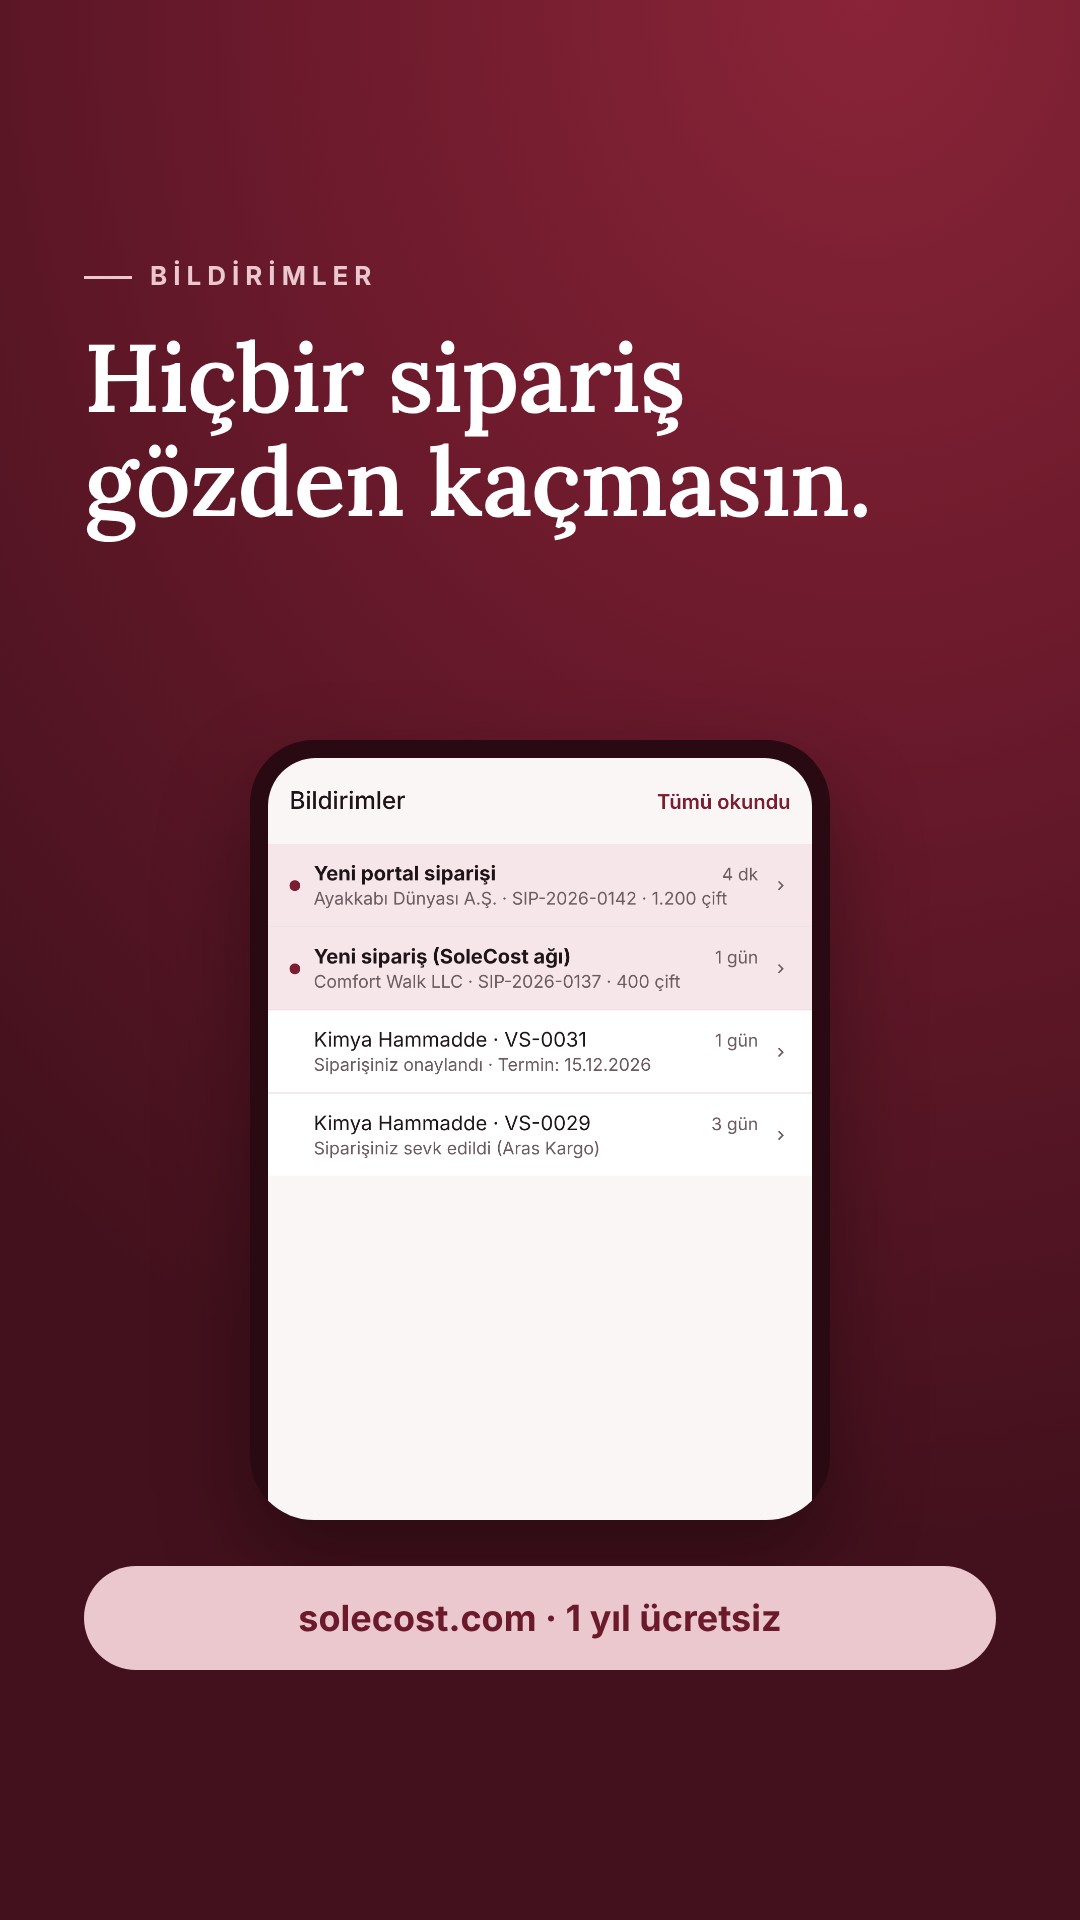 BİLDİRİMLER
Hiçbir sipariş
gözden kaçmasın.
Bildirimler
Tümü okundu
Yeni portal siparişi
4 dk
Ayakkabı Dünyası A.Ş. · SIP-2026-0142 · 1.200 çift
Yeni sipariş (SoleCost ağı)
1 gün
Comfort Walk LLC · SIP-2026-0137 · 400 çift
Kimya Hammadde · VS-0031
1 gün
Siparişiniz onaylandı · Termin: 15.12.2026
Kimya Hammadde · VS-0029
3 gün
Siparişiniz sevk edildi (Aras Kargo)
solecost.com · 1 yıl ücretsiz